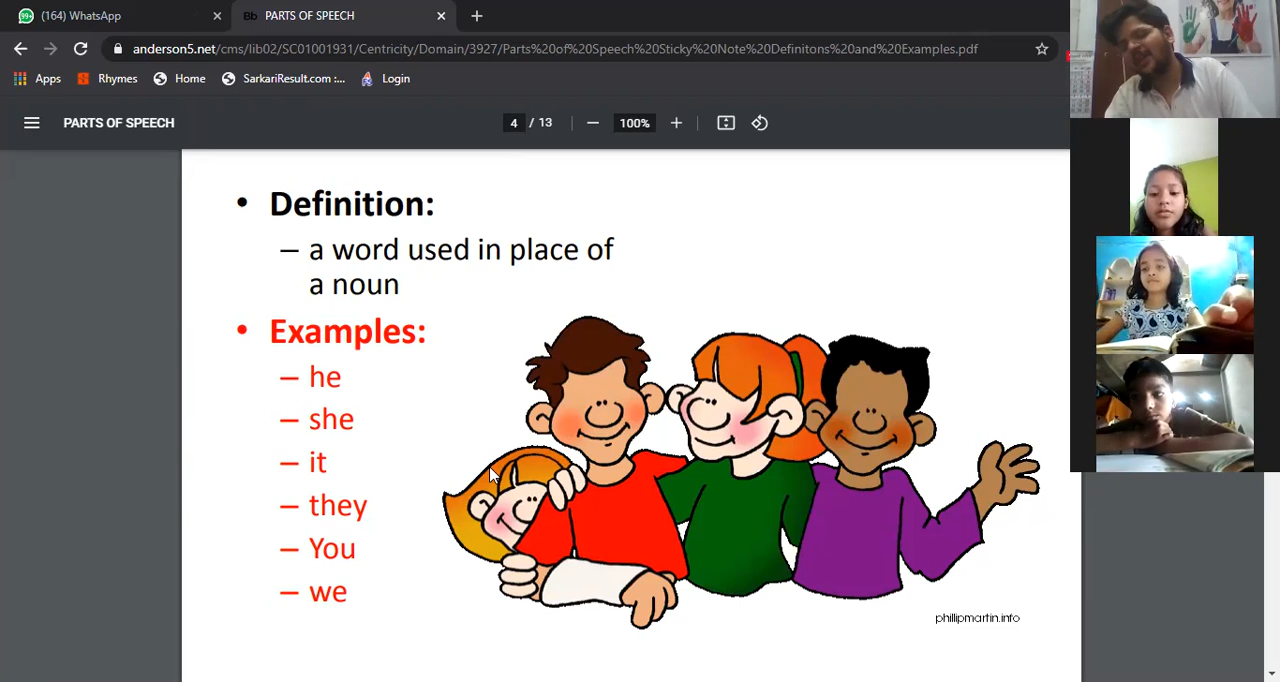 (164) WhatsApp
Bb PARTS OF SPEECH
anderson5.net/cms/lib02/SC01001931/Centricity/Domain/3927/Parts%20of%20Speech%20Sticky%20Note%20Definitons%20and%20Examples.pdf
Apps Rhymes Home SarkariResult.com :... Login
PARTS OF SPEECH 4 / 13 100%
• Definition:
– a word used in place of
a noun
• Examples:
– he
– she
– it
– they
– You
– we
phillipmartin.info